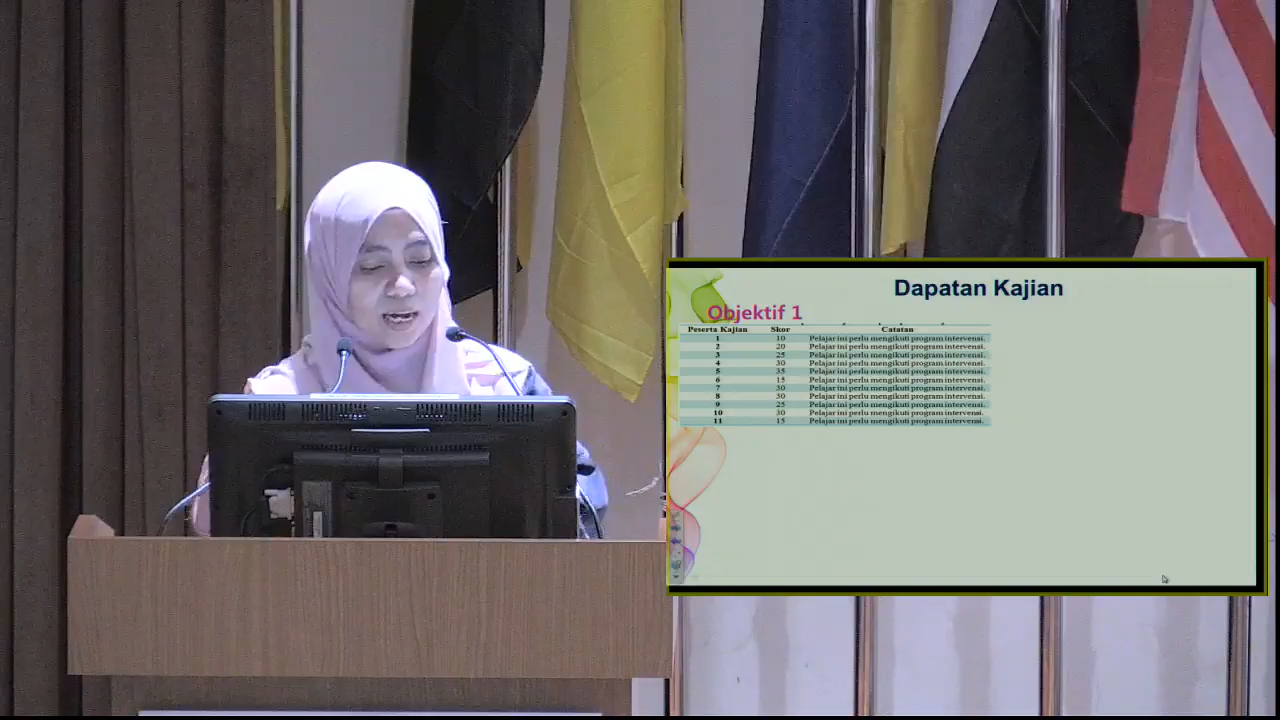 Dapatan Kajian
Objektif 1
Peserta Kajian Skor Catatan
1 10 Pelajar ini perlu mengikuti program intervensi.
2 20 Pelajar ini perlu mengikuti program intervensi.
3 25 Pelajar ini perlu mengikuti program intervensi.
4 30 Pelajar ini perlu mengikuti program intervensi.
5 35 Pelajar ini perlu mengikuti program intervensi.
6 15 Pelajar ini perlu mengikuti program intervensi.
7 30 Pelajar ini perlu mengikuti program intervensi.
8 30 Pelajar ini perlu mengikuti program intervensi.
9 25 Pelajar ini perlu mengikuti program intervensi.
10 30 Pelajar ini perlu mengikuti program intervensi.
11 15 Pelajar ini perlu mengikuti program intervensi.